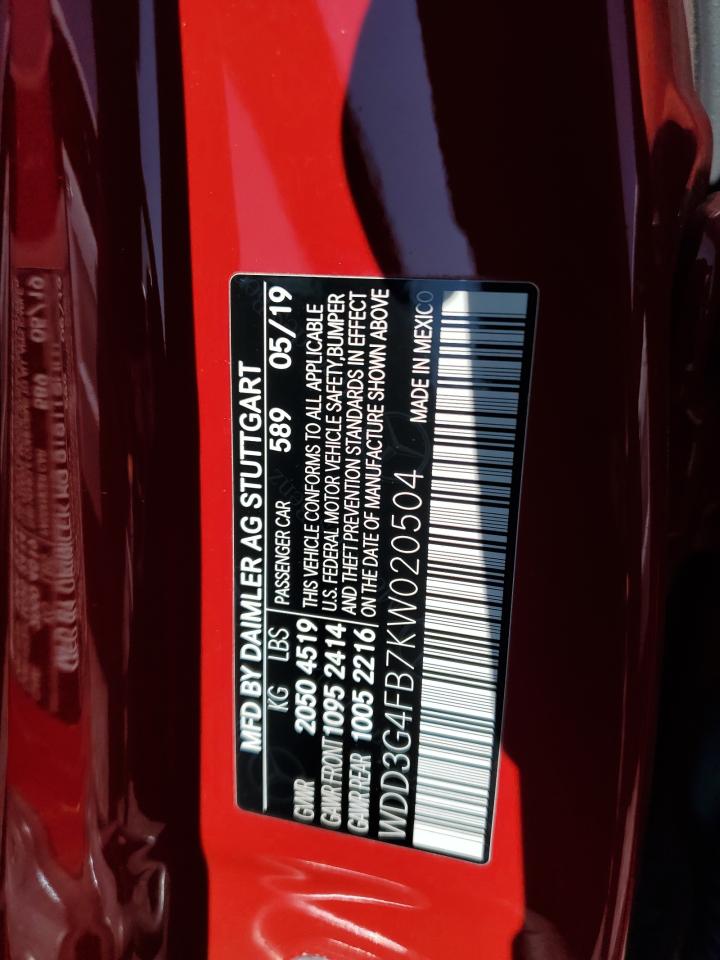 MFD BY DAIMLER AG STUTTGART
KG LBS PASSENGER CAR 589 05/19
GVWR 2050 4519 THIS VEHICLE CONFORMS TO ALL APPLICABLE
GAWR FRONT 1095 2414 U.S. FEDERAL MOTOR VEHICLE SAFETY,BUMPER
GAWR REAR 1005 2216 AND THEFT PREVENTION STANDARDS IN EFFECT
ON THE DATE OF MANUFACTURE SHOWN ABOVE
WDD3G4FB7KW020504 MADE IN MEXICO